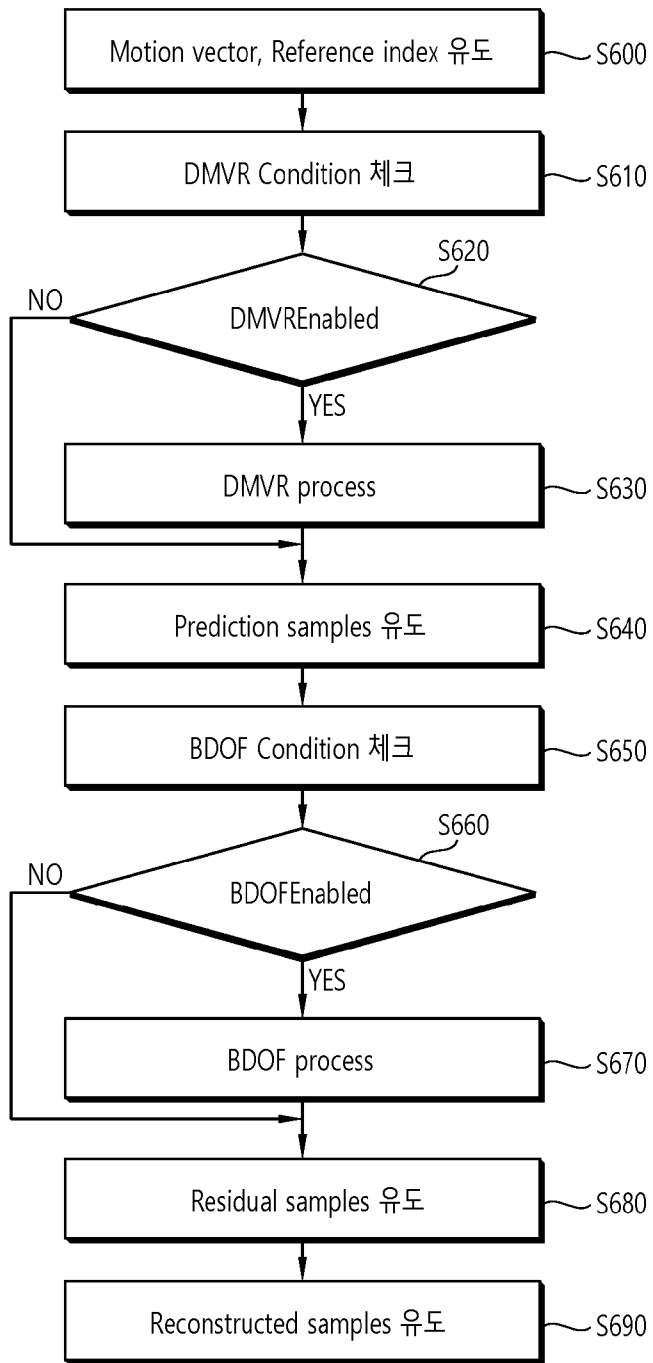 Motion vector, Reference index 유도
S600
DMVR Condition 체크
S610
S620
NO
DMVREnabled
YES
DMVR process
S630
Prediction samples 유도
S640
BDOF Condition 체크
S650
S660
NO
BDOFEnabled
YES
BDOF process
S670
Residual samples 유도
S680
Reconstructed samples 유도
S690